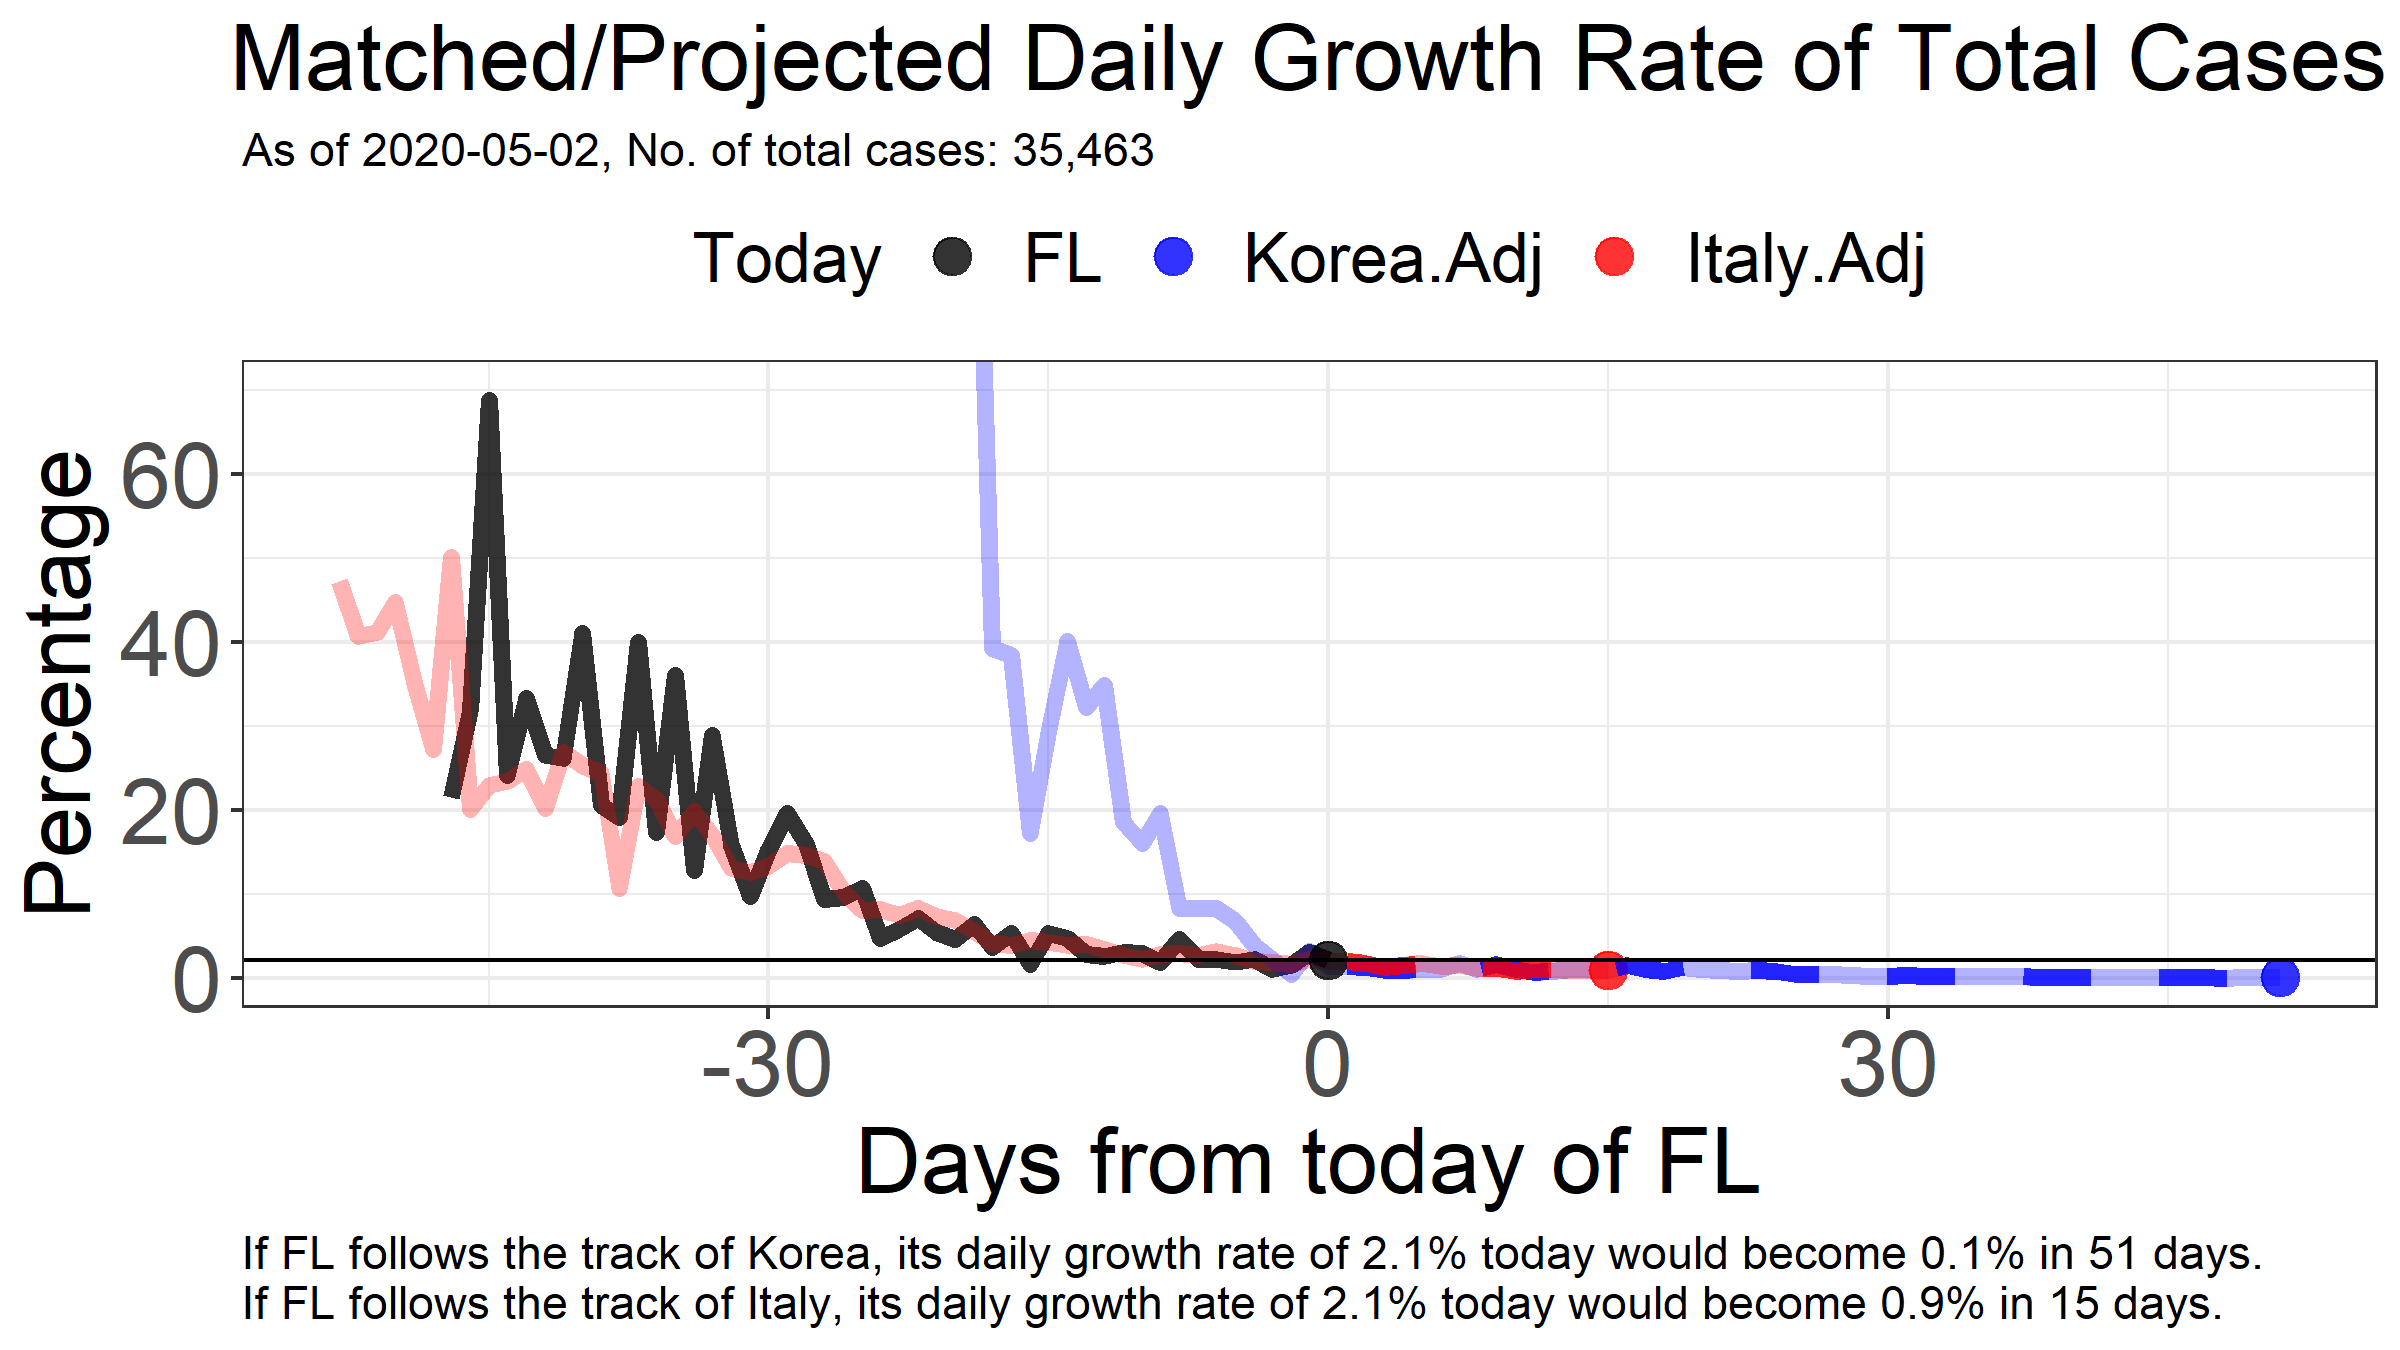 Matched/Projected Daily Growth Rate of Total Cases
As of 2020-05-02, No. of total cases: 35,463
Today FL Korea.Adj Italy.Adj
Percentage
60
40
20
0
-30 0 30
Days from today of FL
If FL follows the track of Korea, its daily growth rate of 2.1% today would become 0.1% in 51 days.
If FL follows the track of Italy, its daily growth rate of 2.1% today would become 0.9% in 15 days.